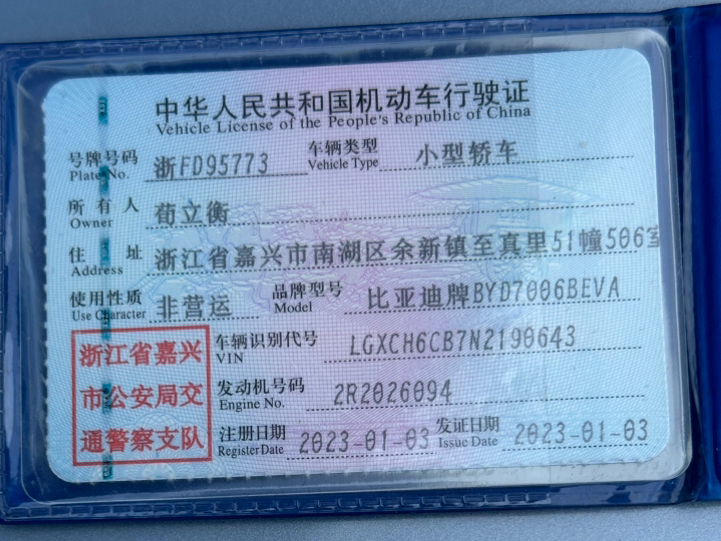 中华人民共和国机动车行驶证
Vehicle License of the People's Republic of China
号牌号码 浙FD95773 车辆类型 小型轿车
Plate No. Vehicle Type
所有人 荀立衡
Owner
住址 浙江省嘉兴市南湖区余新镇至真里51幢506室
Address
使用性质 非营运 品牌型号 比亚迪牌BYD7006BEVA
Use Character Model
浙江省嘉兴
市公安局交
通警察支队
车辆识别代号 LGXCH6CB7N2190643
VIN
发动机号码 2R2026094
Engine No.
注册日期 2023-01-03 发证日期 2023-01-03
Register Date Issue Date